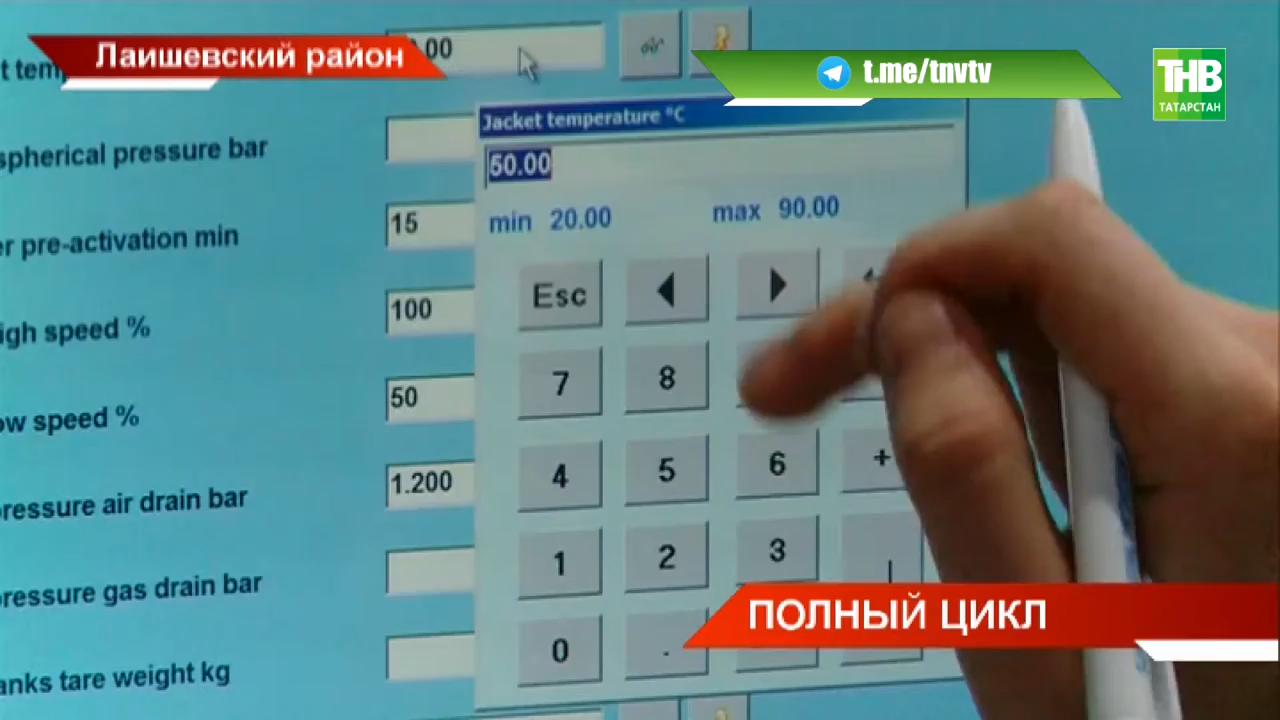 Лаишевский район
t.me/tnvtv
ТНВ
ТАТАРСТАН
.00
Jacket temperature °C
50.00
min 20.00 max 90.00
spherical pressure bar
15
er pre-activation min
100
igh speed %
50
ow speed %
1.200
pressure air drain bar
pressure gas drain bar
anks tare weight kg
Esc
7 8
4 5 6 +
1 2 3
0 .
ПОЛНЫЙ ЦИКЛ